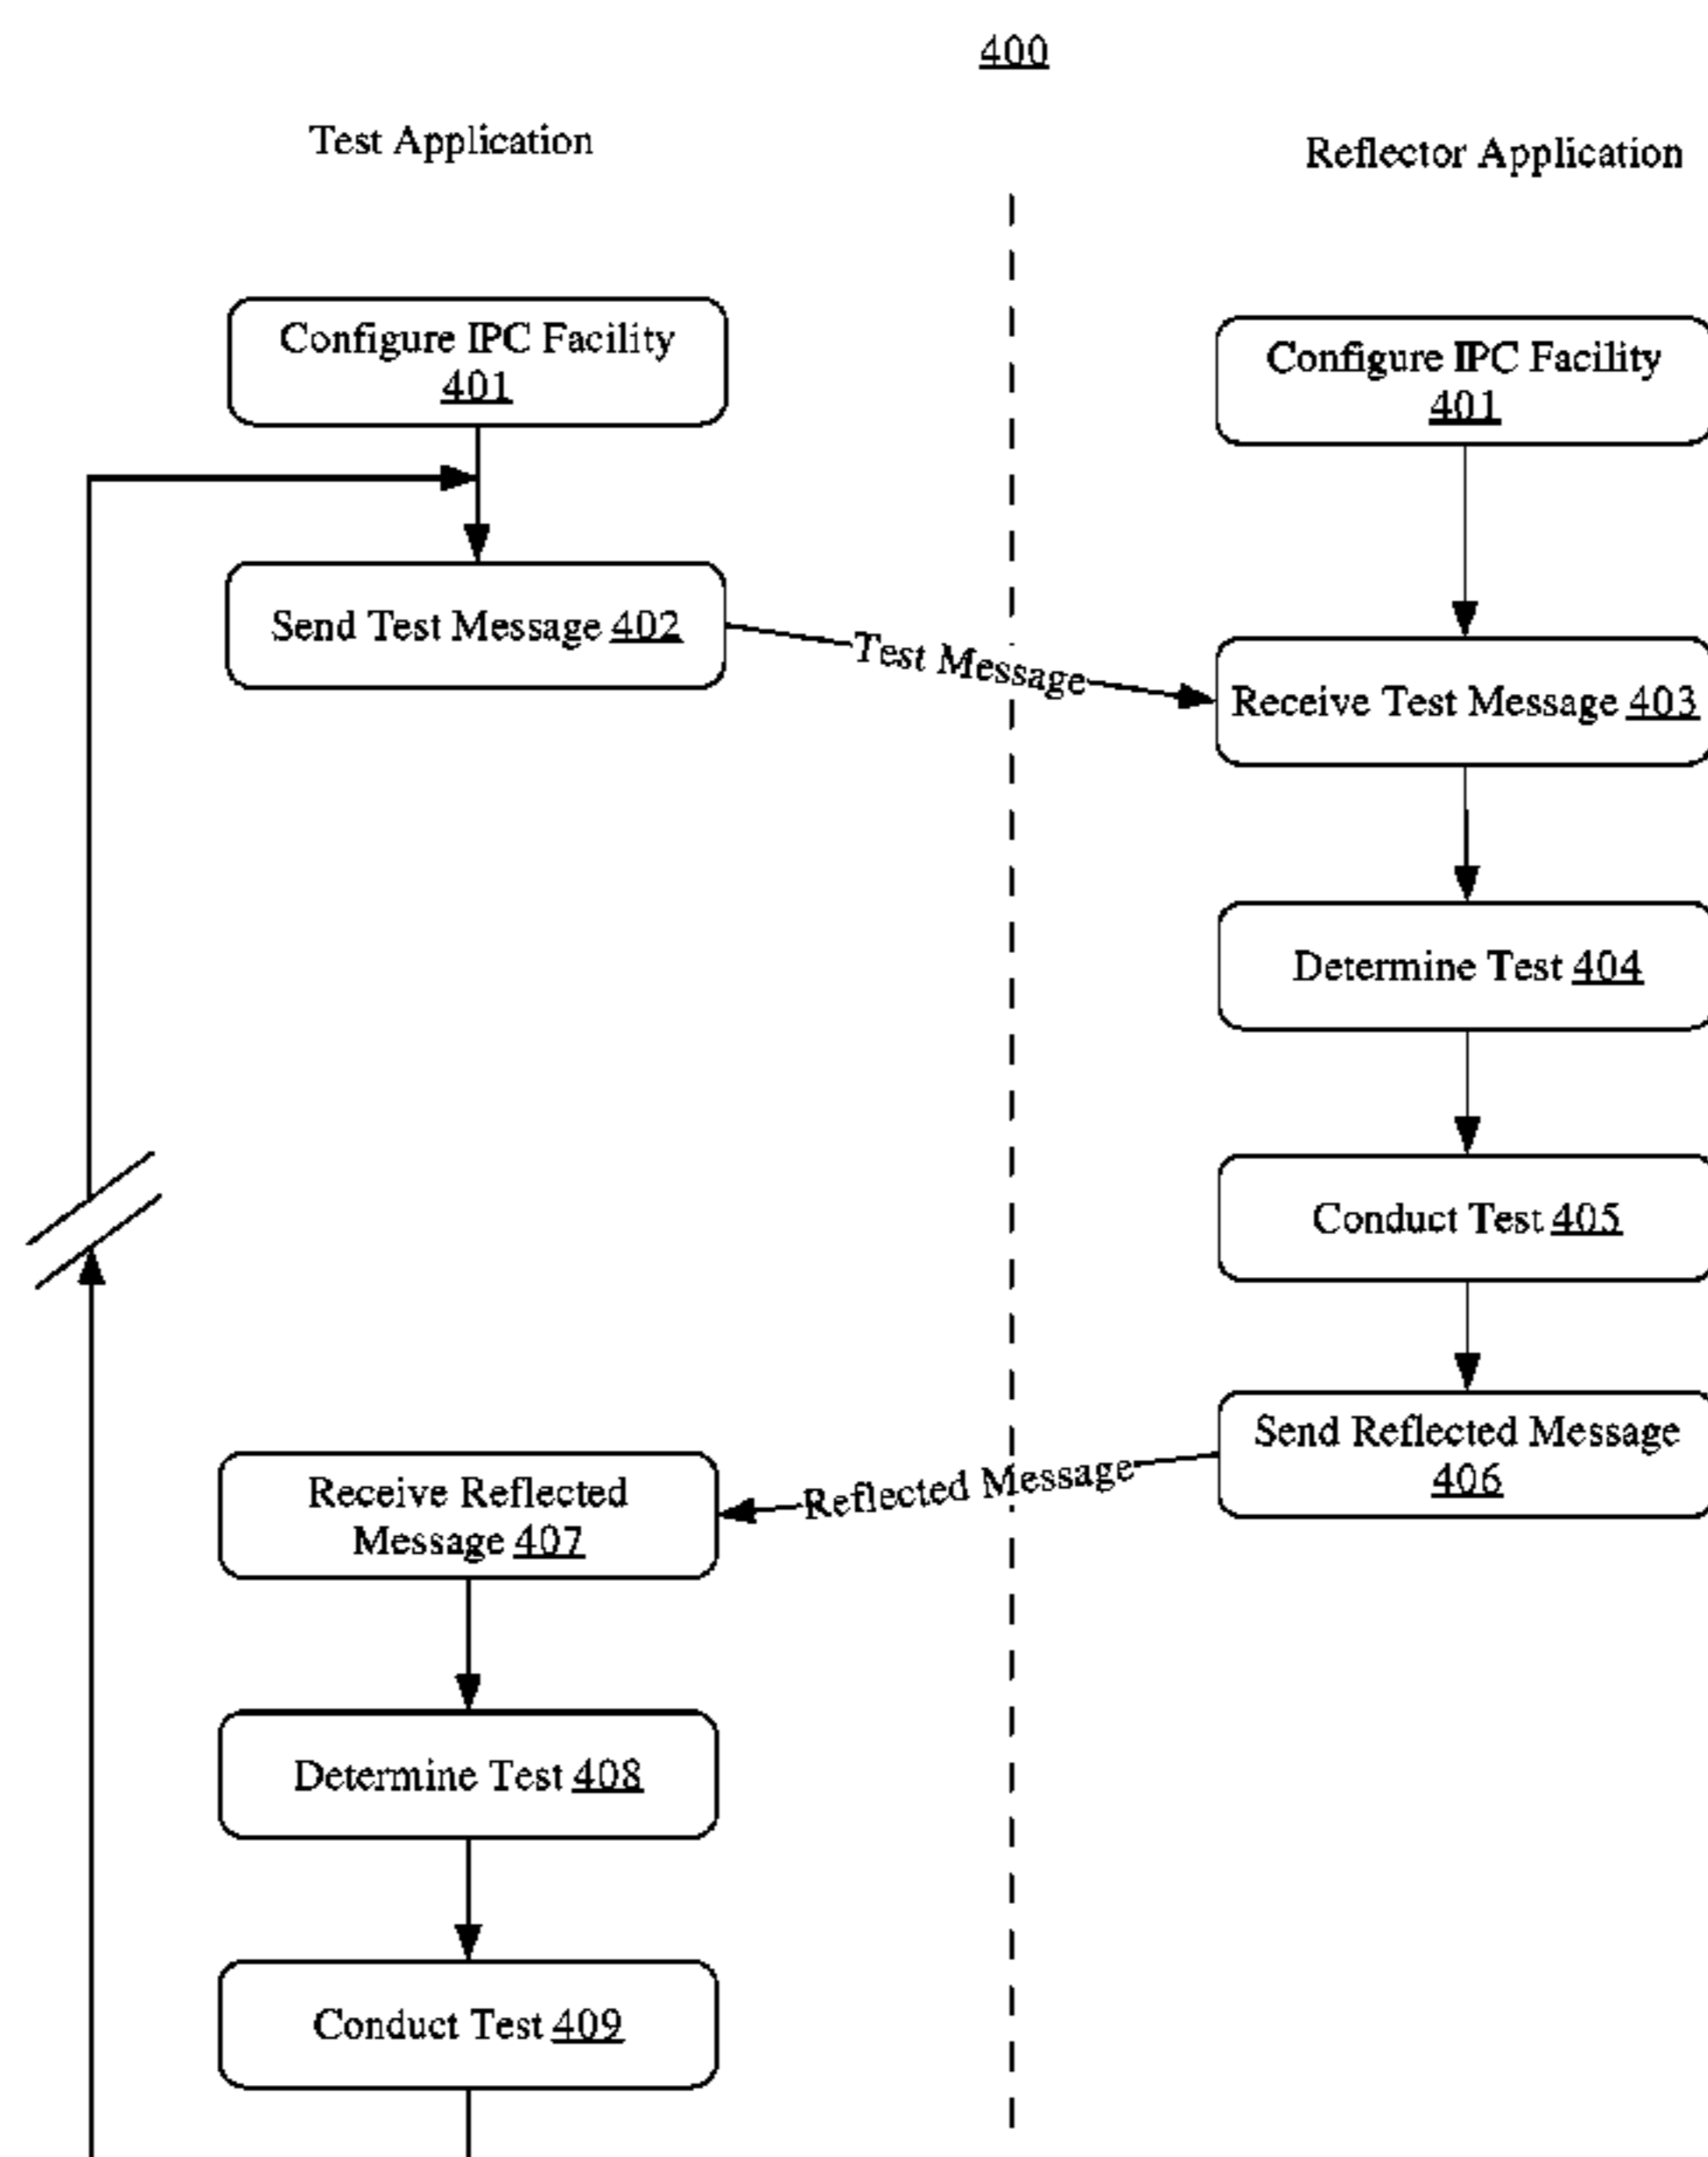 400
Test Application
Reflector Application
Configure IPC Facility
401
Configure IPC Facility
401
Send Test Message 402
Test Message
Receive Test Message 403
Determine Test 404
Conduct Test 405
Send Reflected Message
406
Reflected Message
Receive Reflected
Message 407
Determine Test 408
Conduct Test 409